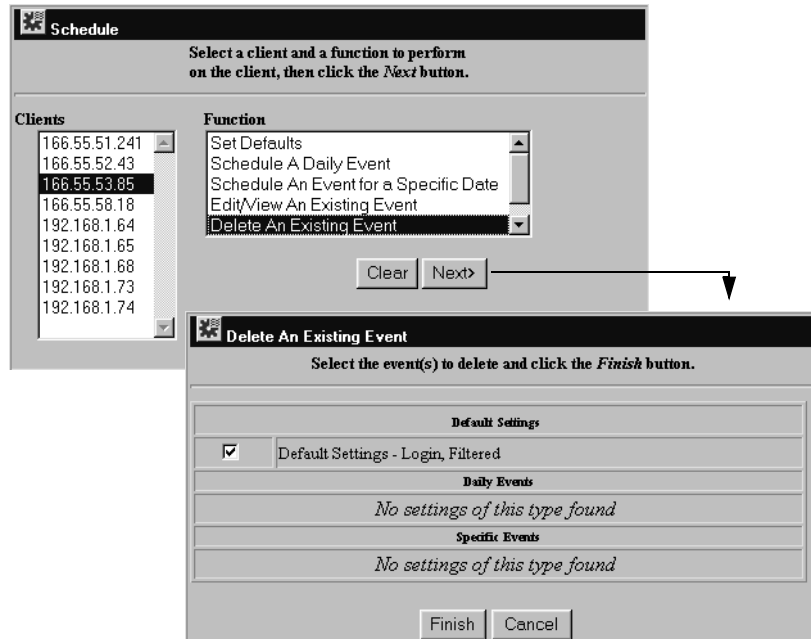 Schedule
Select a client and a function to perform
on the client, then click the Next button.
Clients
166.55.51.241
166.55.52.43
166.55.53.85
166.55.58.18
192.168.1.64
192.168.1.65
192.168.1.68
192.168.1.73
192.168.1.74
Function
Set Defaults
Schedule A Daily Event
Schedule An Event for a Specific Date
Edit/View An Existing Event
Delete An Existing Event
Clear
Next>
Delete An Existing Event
Select the event(s) to delete and click the Finish button.
Default Settings
Default Settings - Login, Filtered
Daily Events
No settings of this type found
Specific Events
No settings of this type found
Finish
Cancel